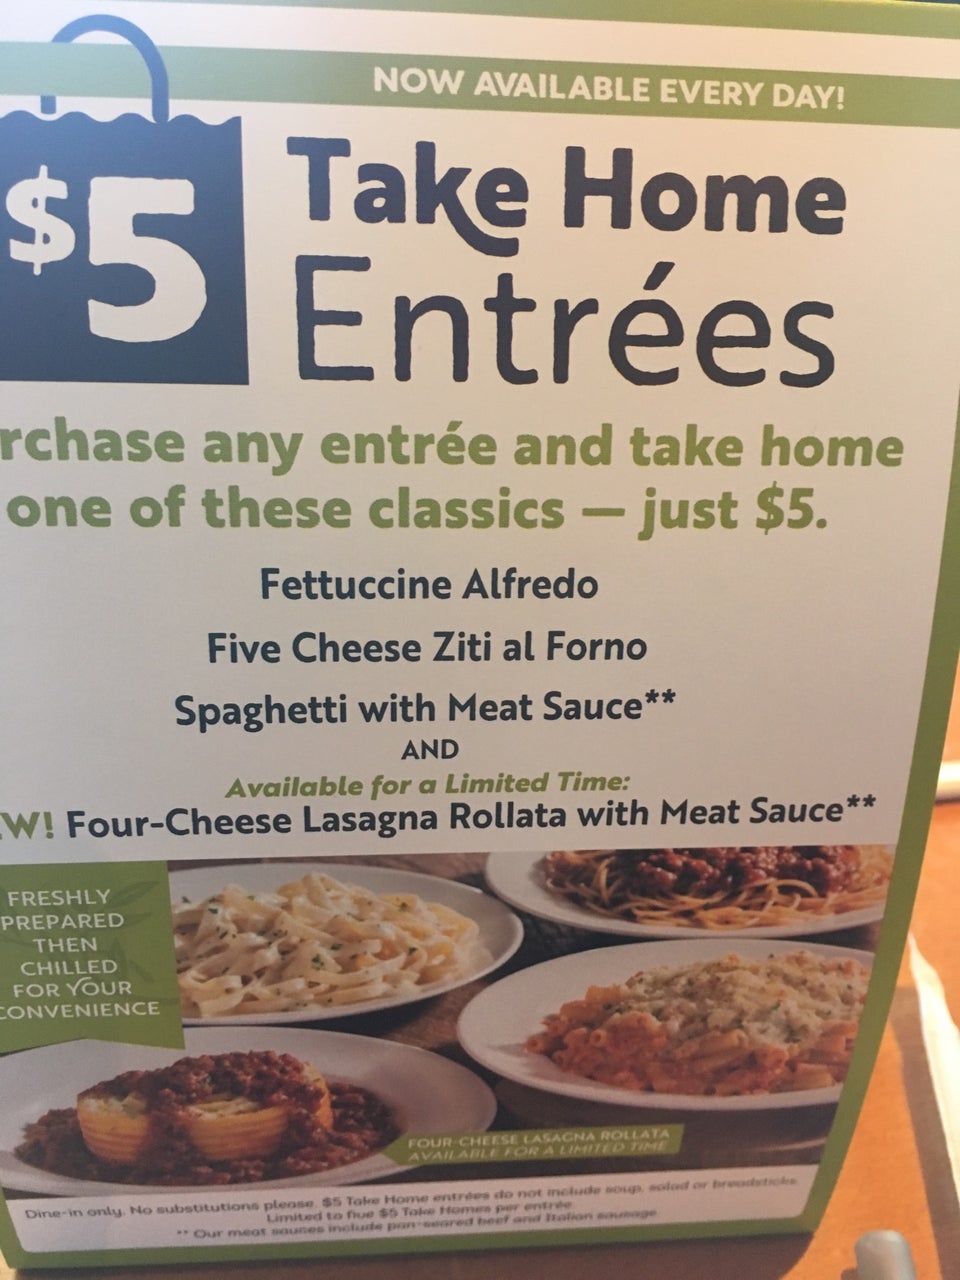 NOW AVAILABLE EVERY DAY!
$5
Take Home
Entrées
rchase any entrée and take home
one of these classics — just $5.
Fettuccine Alfredo
Five Cheese Ziti al Forno
Spaghetti with Meat Sauce**
AND
Available for a Limited Time:
EW! Four-Cheese Lasagna Rollata with Meat Sauce**
FRESHLY
PREPARED
THEN
CHILLED
FOR YOUR
CONVENIENCE
FOUR-CHEESE LASAGNA ROLLATA
AVAILABLE FOR A LIMITED TIME
Dine-in only. No substitutions please. $5 Take Home entrées do not include soup, salad or breadsticks.
Limited to five $5 Take Homes per entrée.
** Our meat sauces include pan-seared beef and Italian sausage.